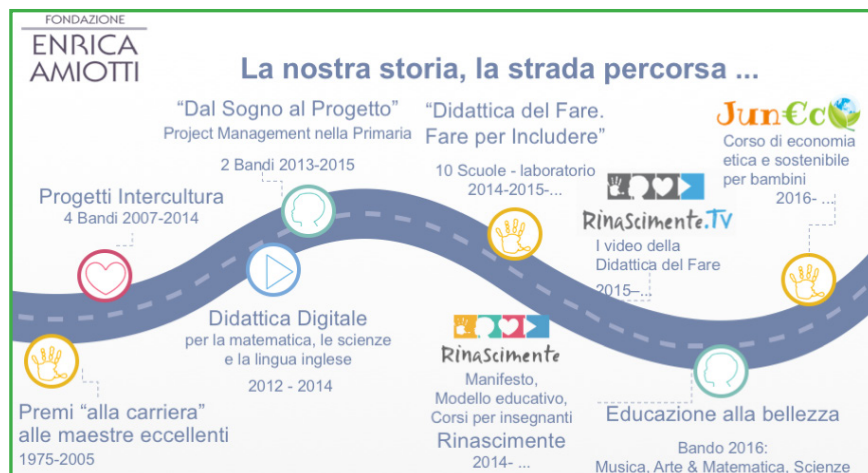 FONDAZIONE
ENRICA
AMIOTTI
La nostra storia, la strada percorsa ...
“Dal Sogno al Progetto”
Project Management nella Primaria
2 Bandi 2013-2015
“Didattica del Fare.
Fare per Includere”
10 Scuole - laboratorio
2014-2015-...
Jun€co
Corso di economia
etica e sostenibile
per bambini
2016- ...
Progetti Intercultura
4 Bandi 2007-2014
RinaScimente.TV
I video della
Didattica del Fare
2015–...
Didattica Digitale
per la matematica, le scienze
e la lingua inglese
2012 - 2014
RinaScimente
Manifesto,
Modello educativo,
Corsi per insegnanti
Rinascimente
2014- ...
Premi “alla carriera”
alle maestre eccellenti
1975-2005
Educazione alla bellezza
Bando 2016:
Musica, Arte & Matematica, Scienze